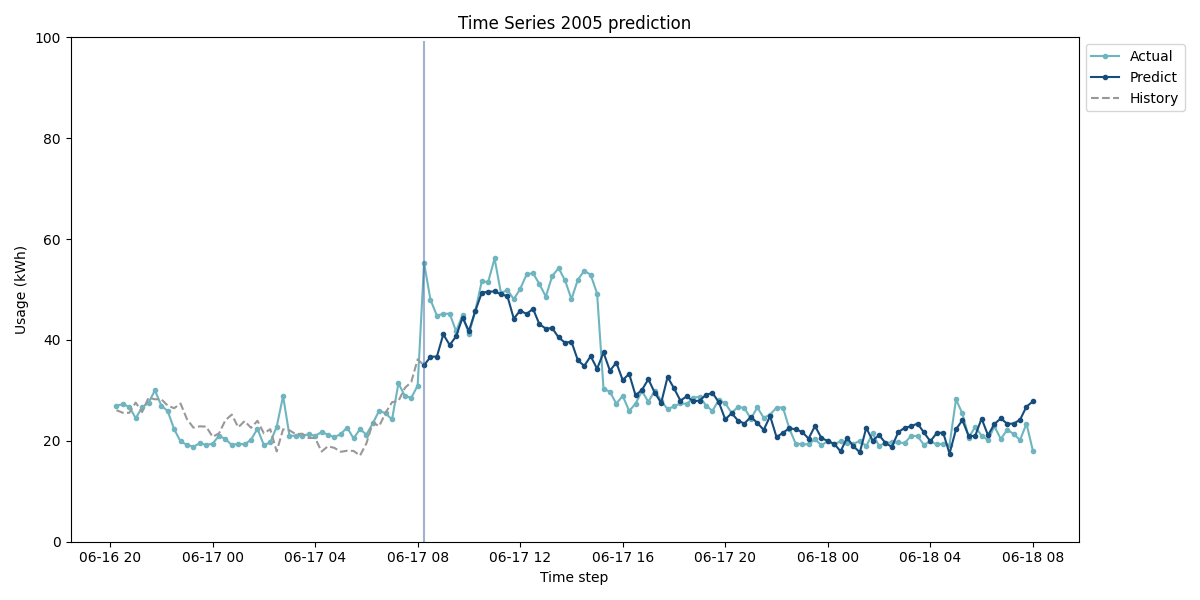 Time Series 2005 prediction
Usage (kWh)
100
80
60
40
20
0
06-16 20 06-17 00 06-17 04 06-17 08 06-17 12 06-17 16 06-17 20 06-18 00 06-18 04 06-18 08
Time step
Actual
Predict
History